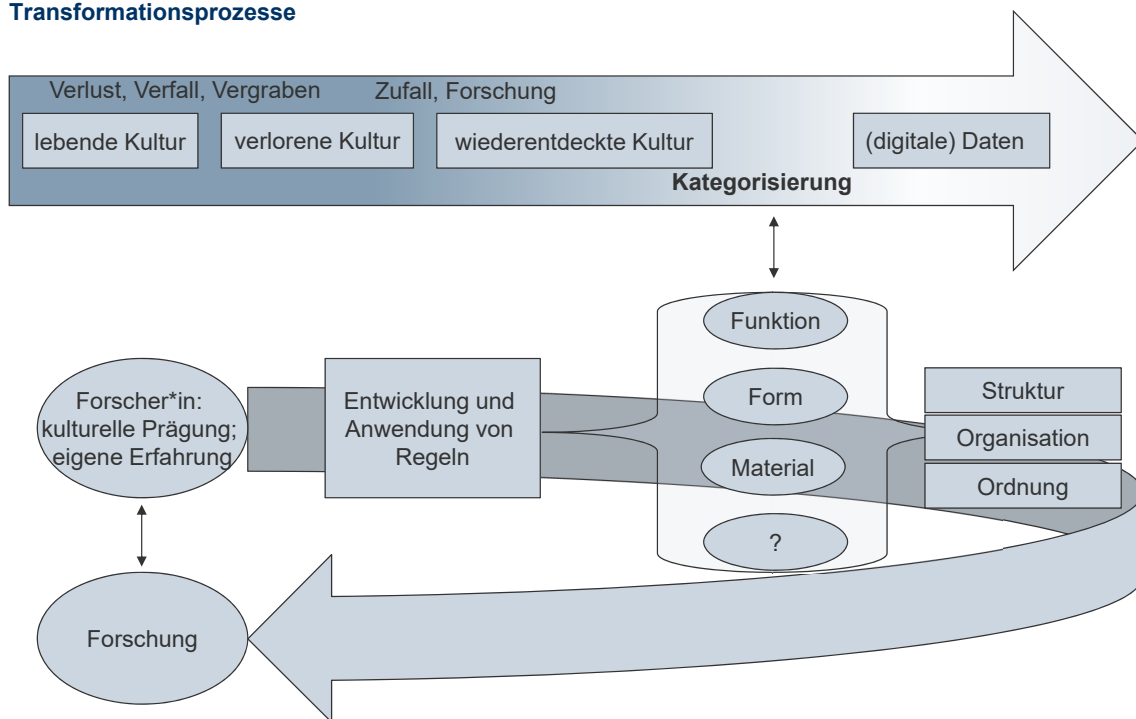 Transformationsprozesse
Verlust, Verfall, Vergraben
Zufall, Forschung
lebende Kultur
verlorene Kultur
wiederentdeckte Kultur
(digitale) Daten
Kategorisierung
Funktion
Forscher*in:
kulturelle Prägung;
eigene Erfahrung
Entwicklung und
Anwendung von
Regeln
Form
Material
?
Struktur
Organisation
Ordnung
Forschung